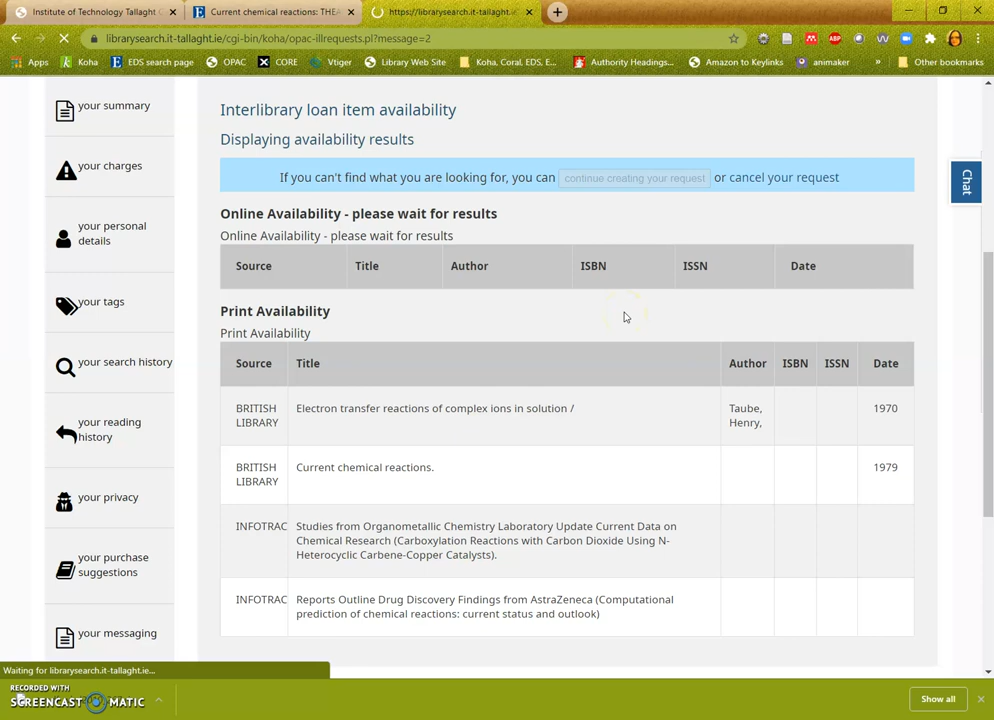 Institute of Technology Tallaght
Current chemical reactions: THE
https://librarysearch.it-tallaght.ie
librarysearch.it-tallaght.ie/cgi-bin/koha/opac-illrequests.pl?message=2
Apps
Koha
EDS search page
OPAC
CORE
Vtiger
Library Web Site
Koha, Coral, EDS, E...
Authority Headings...
Amazon to Keylinks
animaker
»
Other bookmarks
your summary
your charges
your personal
details
your tags
your search history
your reading
history
your privacy
your purchase
suggestions
your messaging
Interlibrary loan item availability
Displaying availability results
If you can't find what you are looking for, you can continue creating your request or cancel your request
Online Availability - please wait for results
Online Availability - please wait for results
Source Title Author ISBN ISSN Date
Print Availability
Print Availability
Source Title Author ISBN ISSN Date
BRITISH
LIBRARY
Electron transfer reactions of complex ions in solution /
Taube,
Henry,
1970
BRITISH
LIBRARY
Current chemical reactions.
1979
INFOTRAC
Studies from Organometallic Chemistry Laboratory Update Current Data on
Chemical Research (Carboxylation Reactions with Carbon Dioxide Using N-
Heterocyclic Carbene-Copper Catalysts).
INFOTRAC
Reports Outline Drug Discovery Findings from AstraZeneca (Computational
prediction of chemical reactions: current status and outlook)
Chat
Waiting for librarysearch.it-tallaght.ie...
RECORDED WITH
SCREENCAST MATIC
Show all